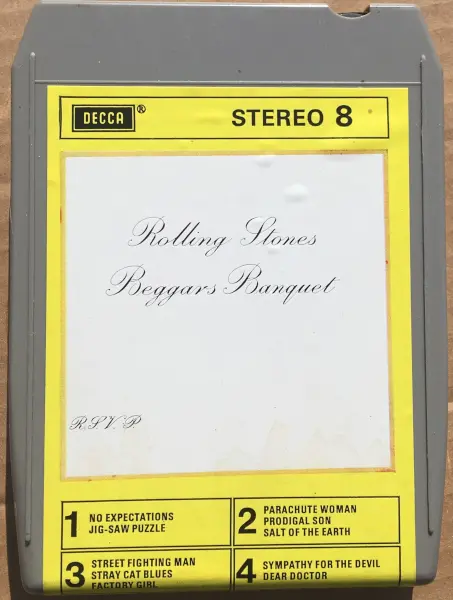 DECCA ® STEREO 8
Rolling Stones
Beggars Banquet
R.S.V.P.
1 NO EXPECTATIONS
JIG-SAW PUZZLE
2 PARACHUTE WOMAN
PRODIGAL SON
SALT OF THE EARTH
3 STREET FIGHTING MAN
STRAY CAT BLUES
FACTORY GIRL
4 SYMPATHY FOR THE DEVIL
DEAR DOCTOR